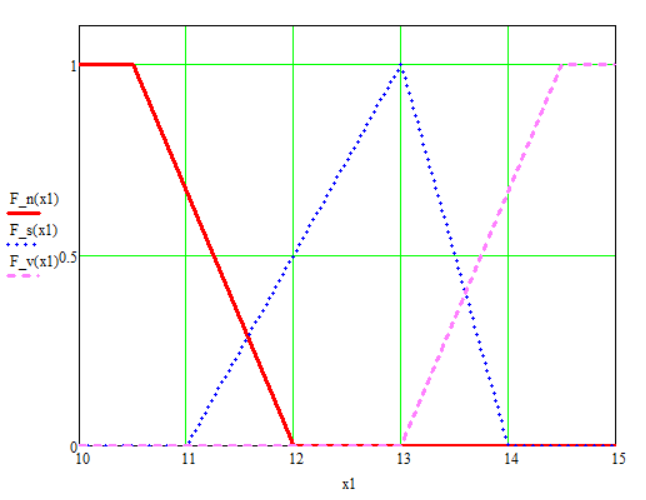 1
F_n(x1)
F_s(x1)
F_v(x1) 0.5
0
10 11 12 13 14 15
x1